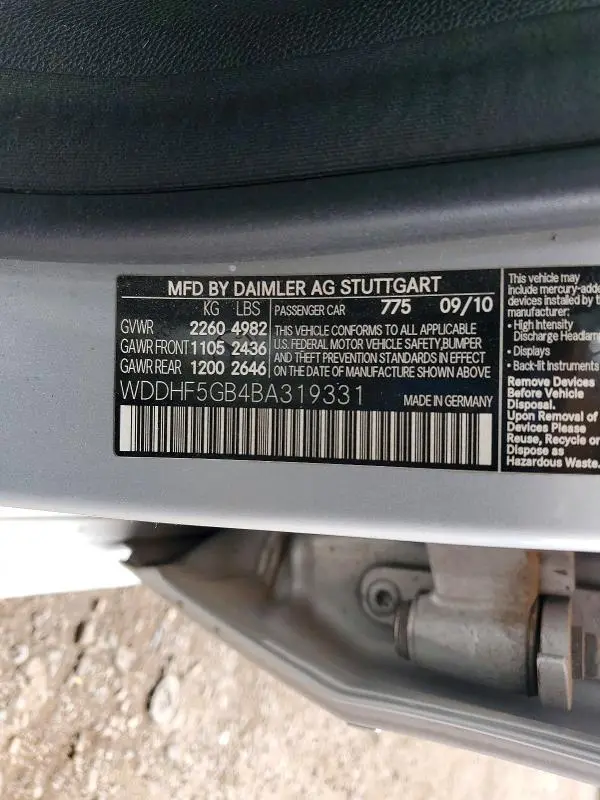 MFD BY DAIMLER AG STUTTGART
KG LBS
GVWR 2260 4982
GAWR FRONT 1105 2436
GAWR REAR 1200 2646
PASSENGER CAR 775 09/10
THIS VEHICLE CONFORMS TO ALL APPLICABLE
U.S. FEDERAL MOTOR VEHICLE SAFETY,BUMPER
AND THEFT PREVENTION STANDARDS IN EFFECT
ON THE DATE OF MANUFACTURE SHOWN ABOVE
WDDHF5GB4BA319331
MADE IN GERMANY
This vehicle may
include mercury-adde
devices installed by t
manufacturer:
• High Intensity
Discharge Headlam
• Displays
• Back-lit Instruments
Remove Devices
Before Vehicle
Disposal.
Upon Removal of
Devices Please
Reuse, Recycle or
Dispose as
Hazardous Waste.